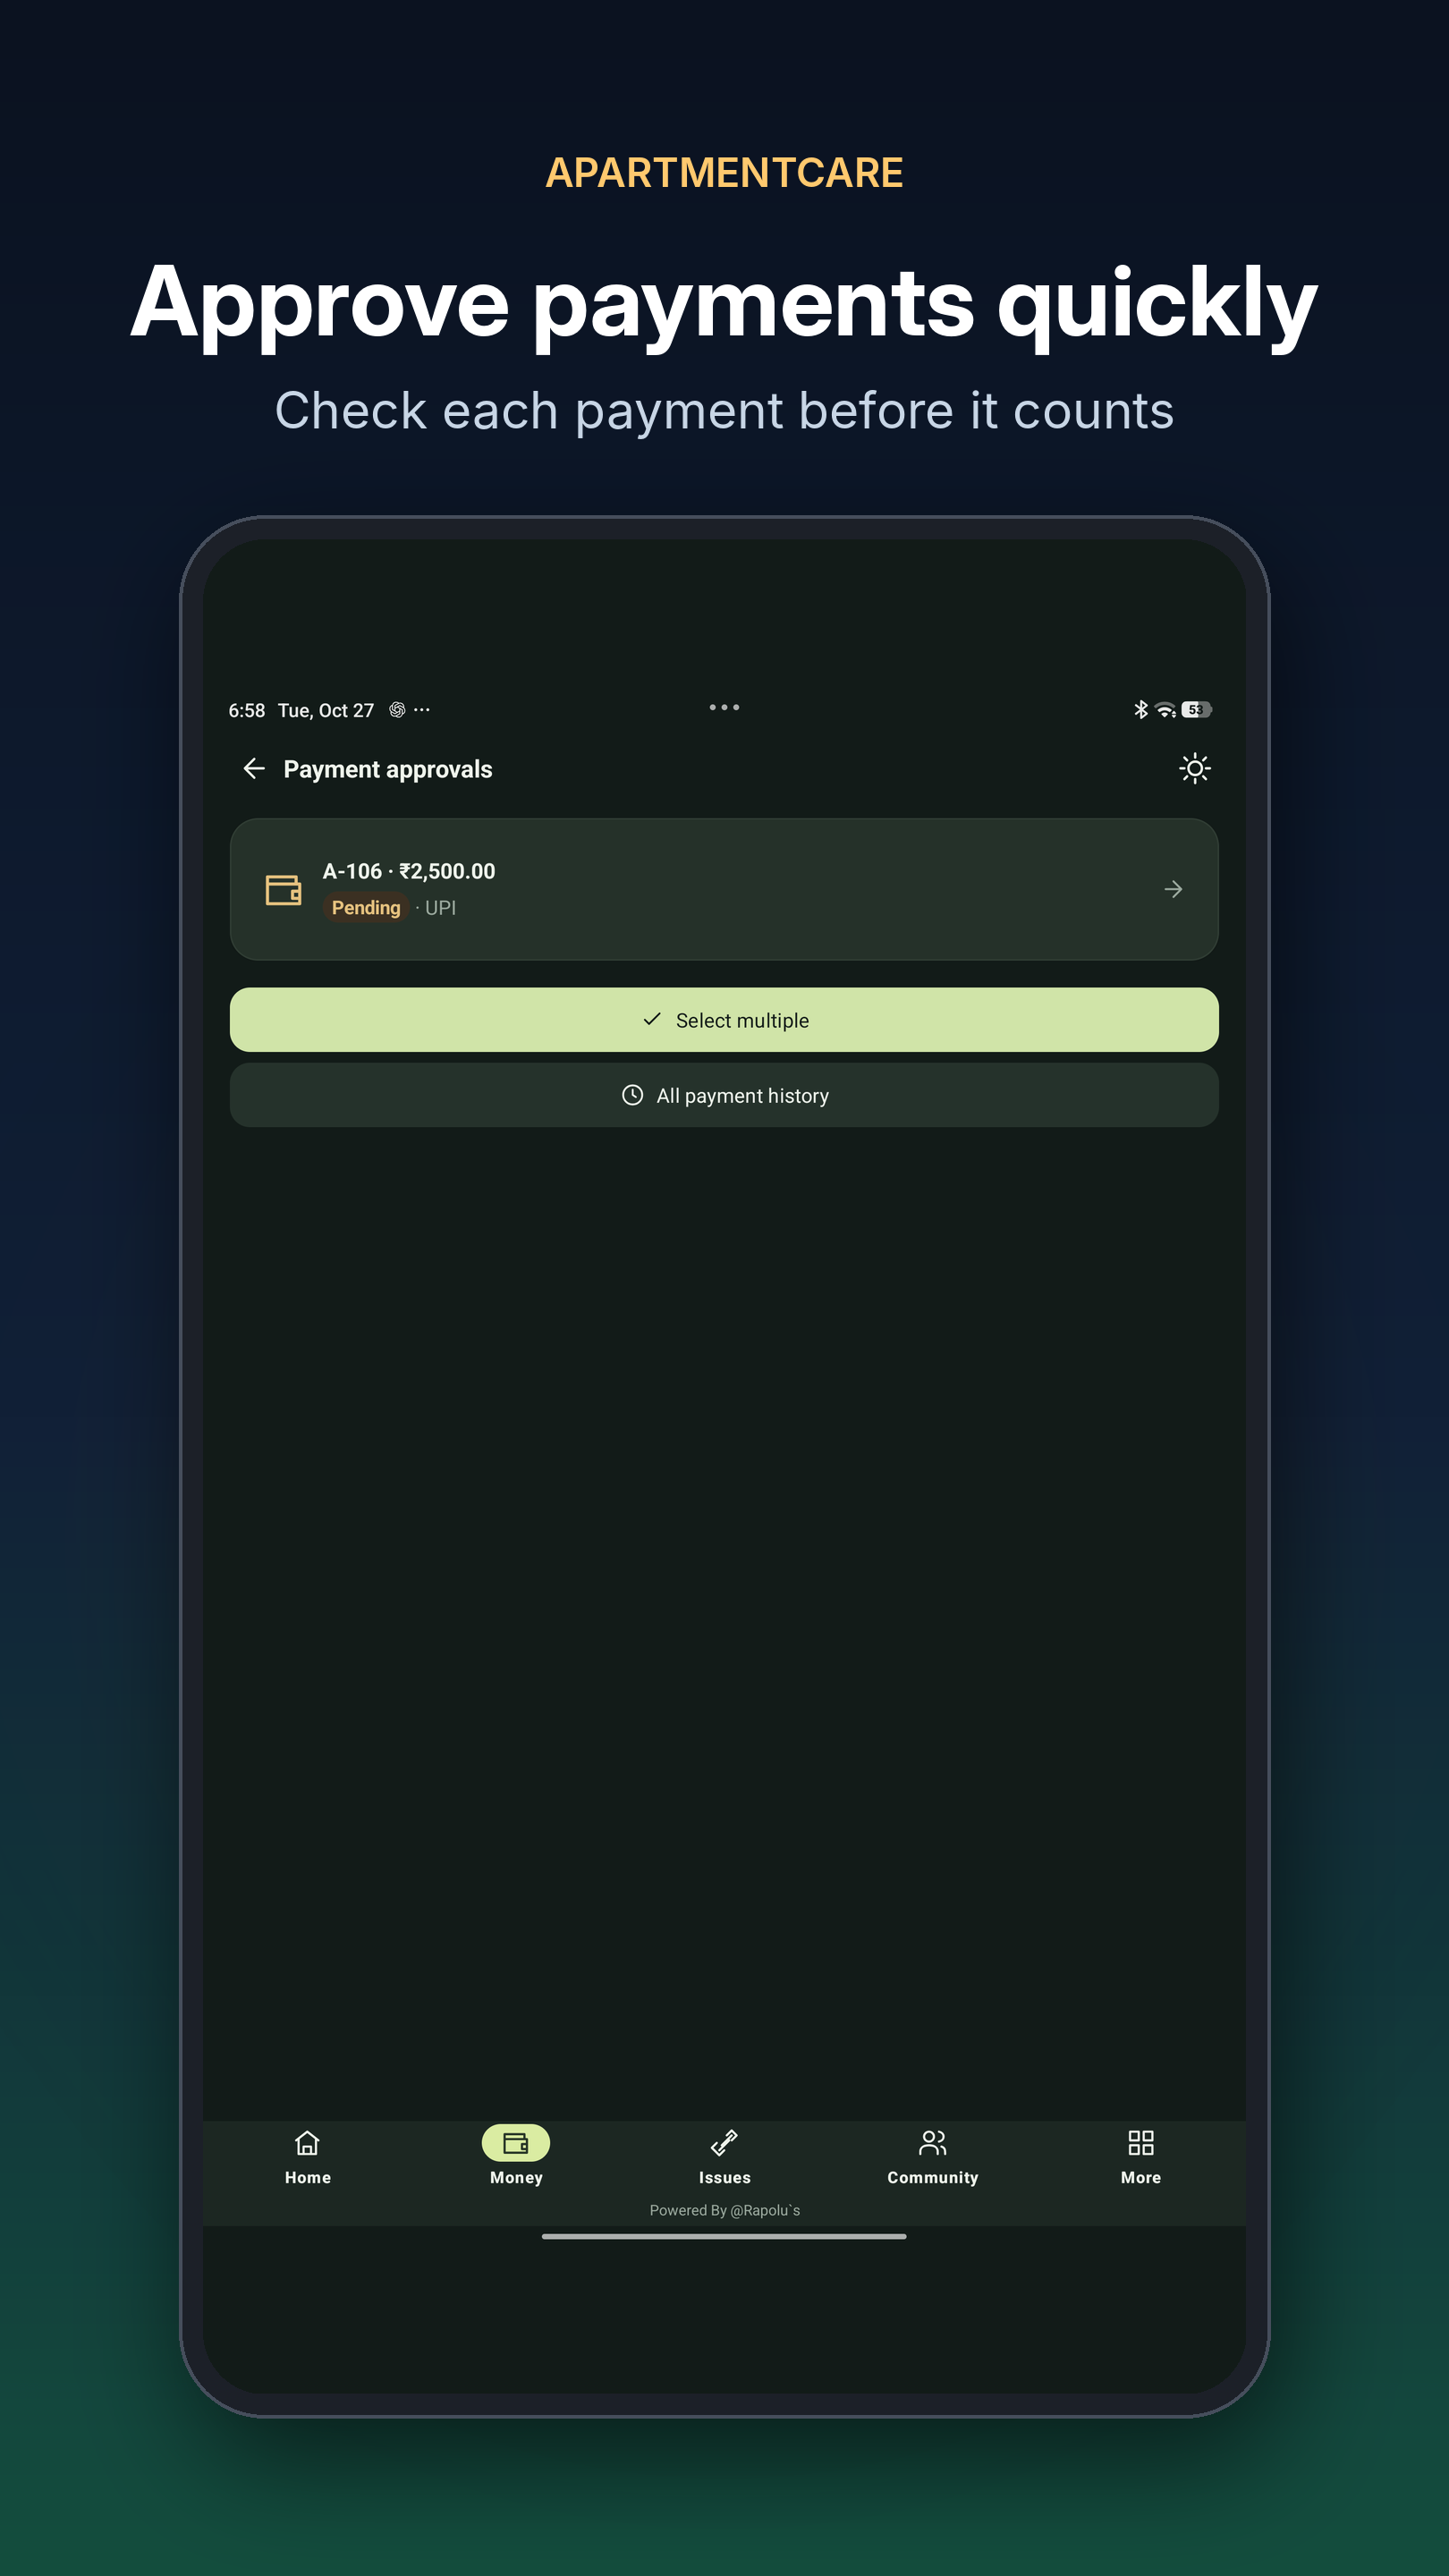 APARTMENTCARE
Approve payments quickly
Check each payment before it counts
6:58 Tue, Oct 27 ··· 53
Payment approvals
A-106 · ₹2,500.00
Pending · UPI
Select multiple
All payment history
Home Money Issues Community More
Powered By @Rapolu`s